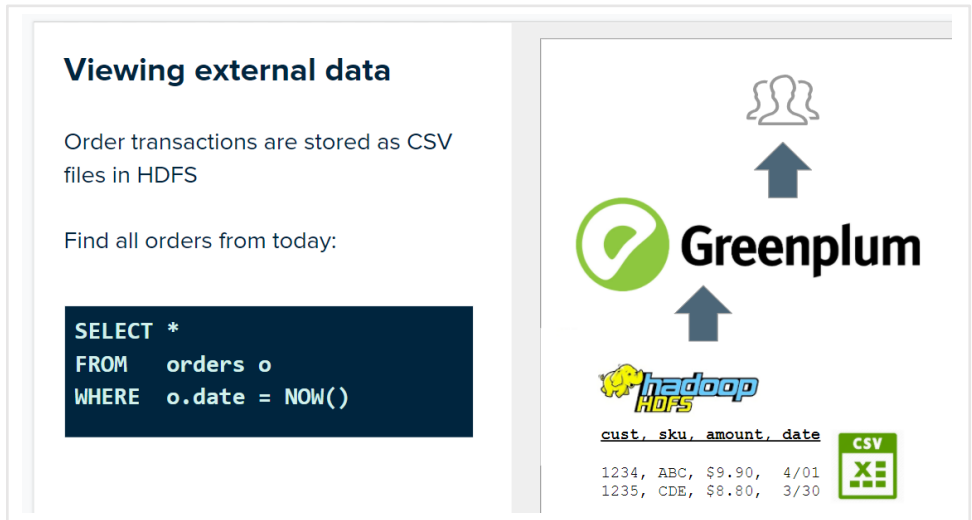 Viewing external data
Order transactions are stored as CSV
files in HDFS
Find all orders from today:
SELECT *
FROM orders o
WHERE o.date = NOW()
Greenplum
hadoop
HDFS
cust, sku, amount, date
1234, ABC, $9.90, 4/01
1235, CDE, $8.80, 3/30
CSV
X